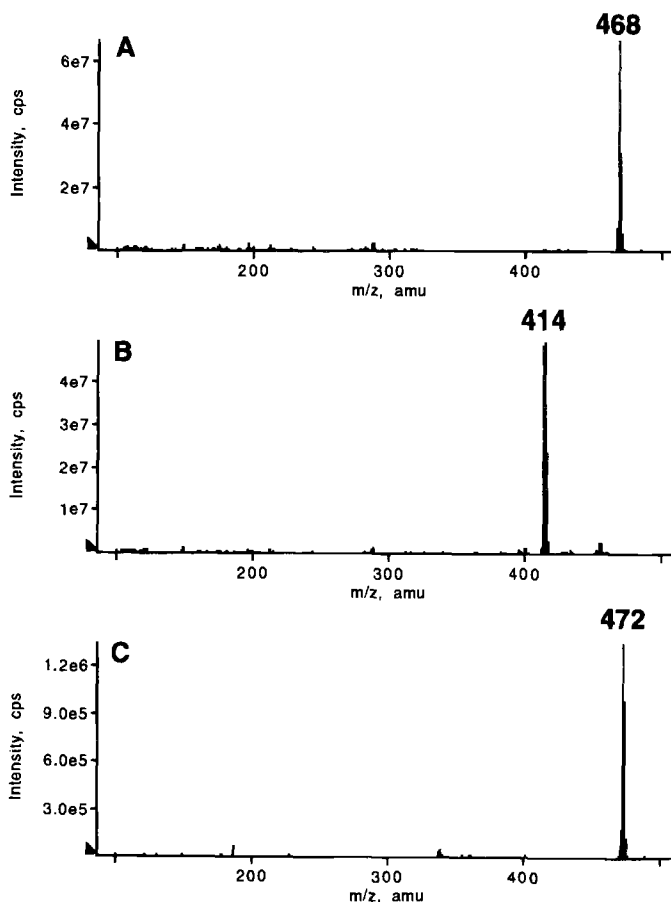 A
468
Intensity, cps
6e7
4e7
2e7
200
300
400
m/z, amu
B
414
Intensity, cps
4e7
3e7
2e7
1e7
200
300
400
m/z, amu
C
472
Intensity, cps
1.2e6
9.0e5
6.0e5
3.0e5
200
300
400
m/z, amu